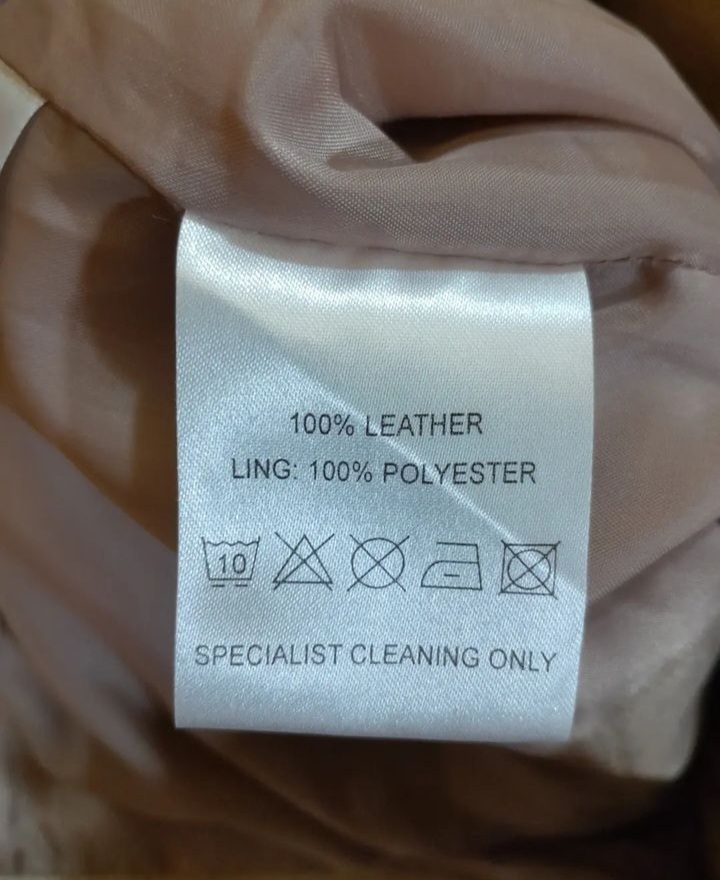 100% LEATHER
LING: 100% POLYESTER
10
SPECIALIST CLEANING ONLY